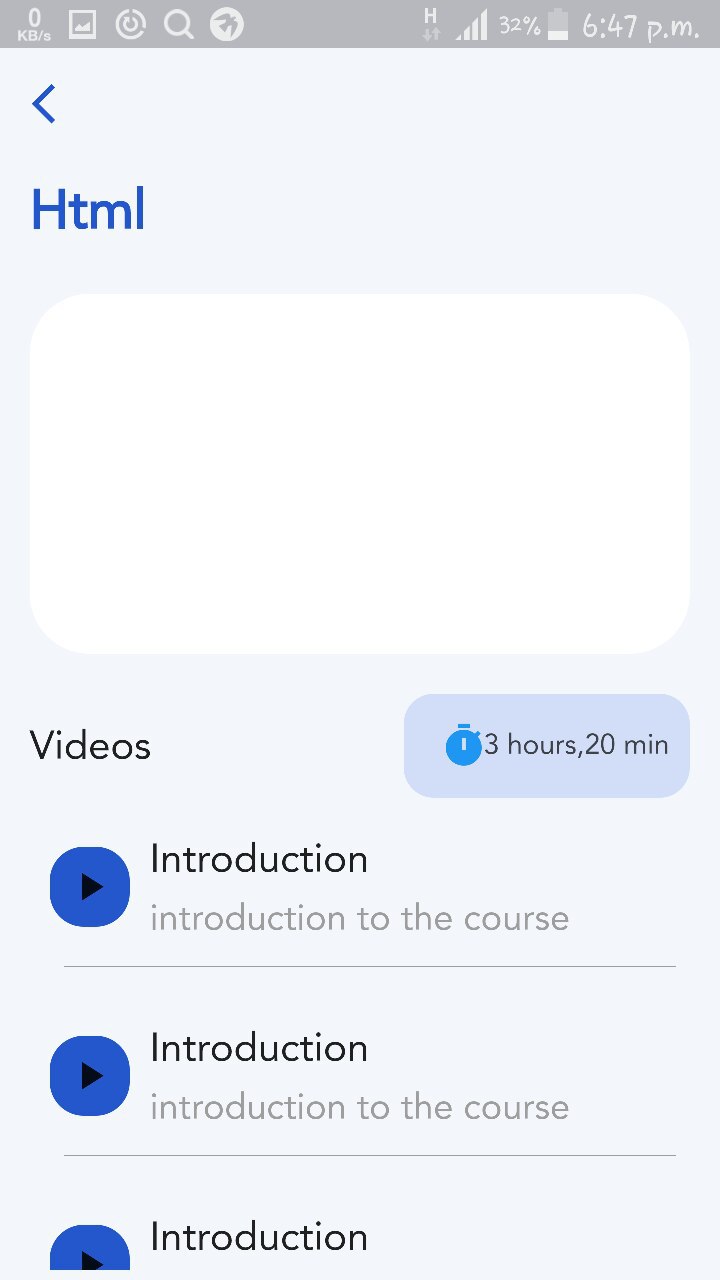 0
KB/s
H
32%
6:47 p.m.
Html
Videos
3 hours,20 min
Introduction
introduction to the course
Introduction
introduction to the course
Introduction